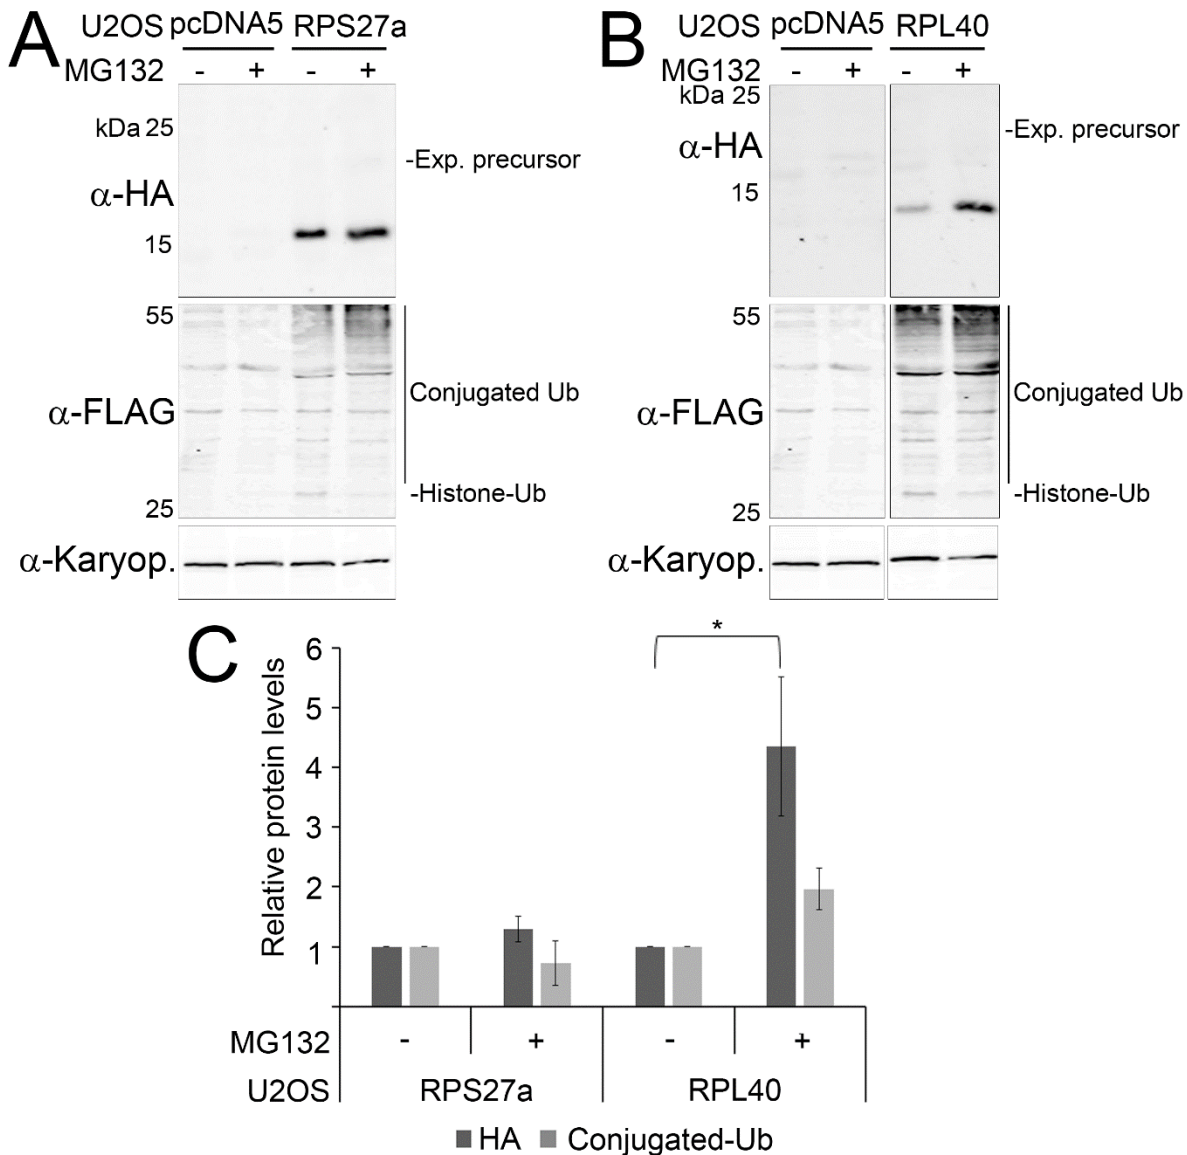 A
U2OS pcDNA5 RPS27a
MG132 - + - +
kDa 25
-Exp. precursor
α-HA
15
55
Conjugated Ub
α-FLAG
-Histone-Ub
25
α-Karyop.
B
U2OS pcDNA5 RPL40
MG132 - + - +
kDa 25
-Exp. precursor
α-HA
15
55
Conjugated Ub
α-FLAG
-Histone-Ub
25
α-Karyop.
C
*
Relative protein levels
6
5
4
3
2
1
MG132 - + - +
U2OS RPS27a RPL40
HA Conjugated-Ub